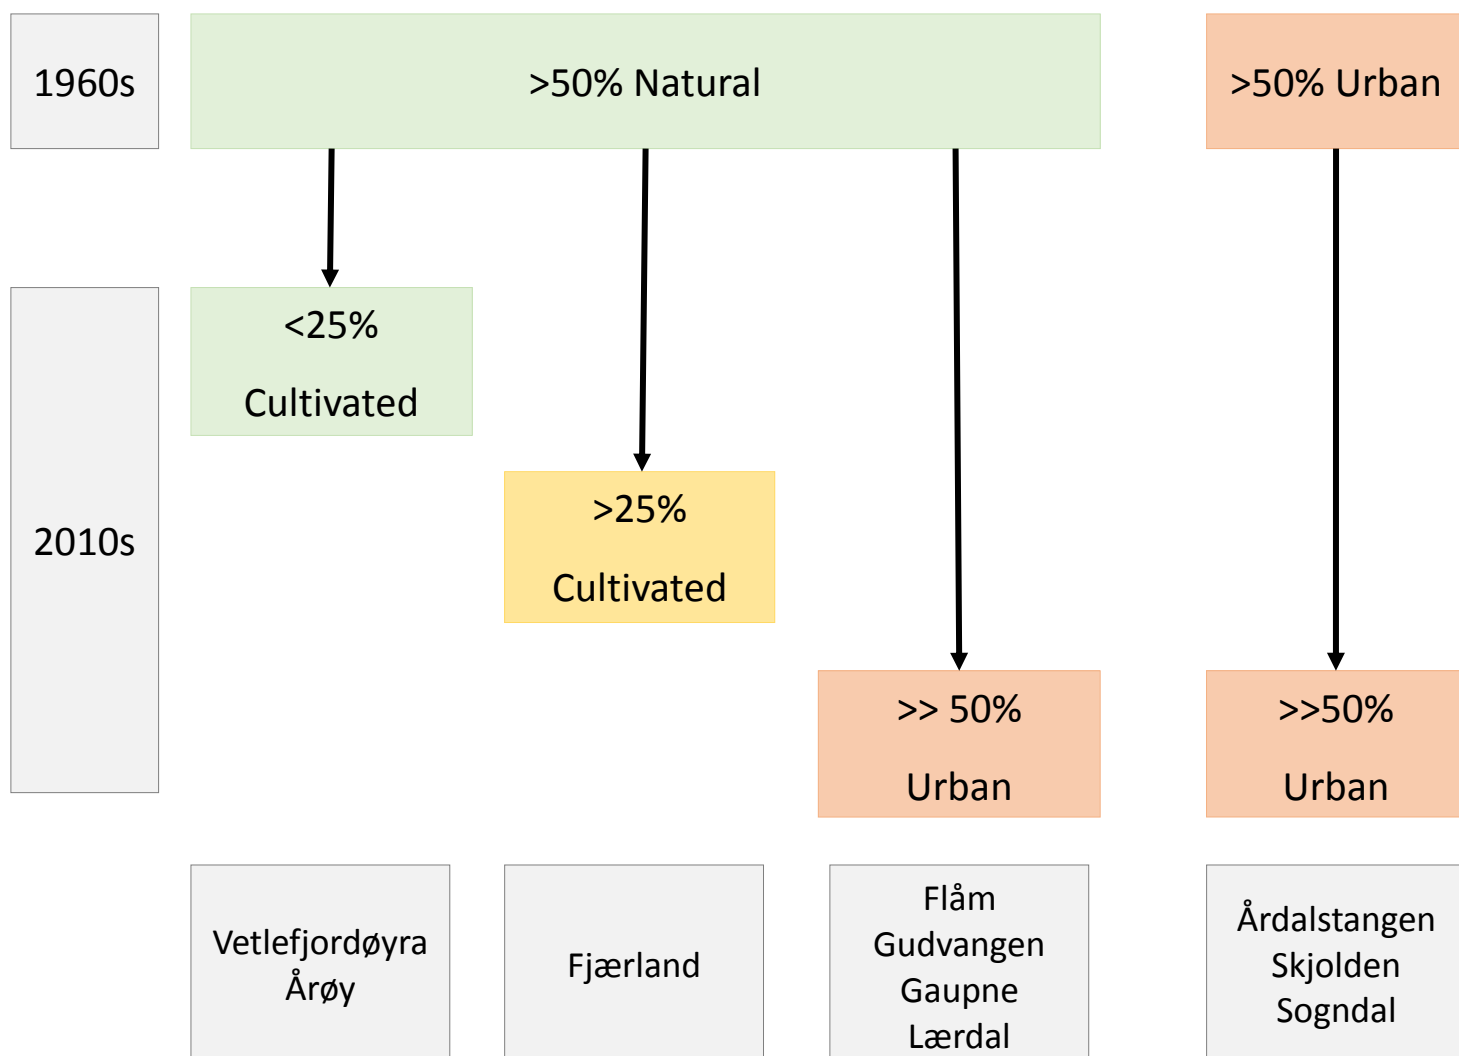 1960s
>50% Natural
>50% Urban
2010s
<25%
Cultivated
>25%
Cultivated
>> 50%
Urban
>>50%
Urban
Vetlefjordøyra
Årøy
Fjærland
Flåm
Gudvangen
Gaupne
Lærdal
Årdalstangen
Skjolden
Sogndal